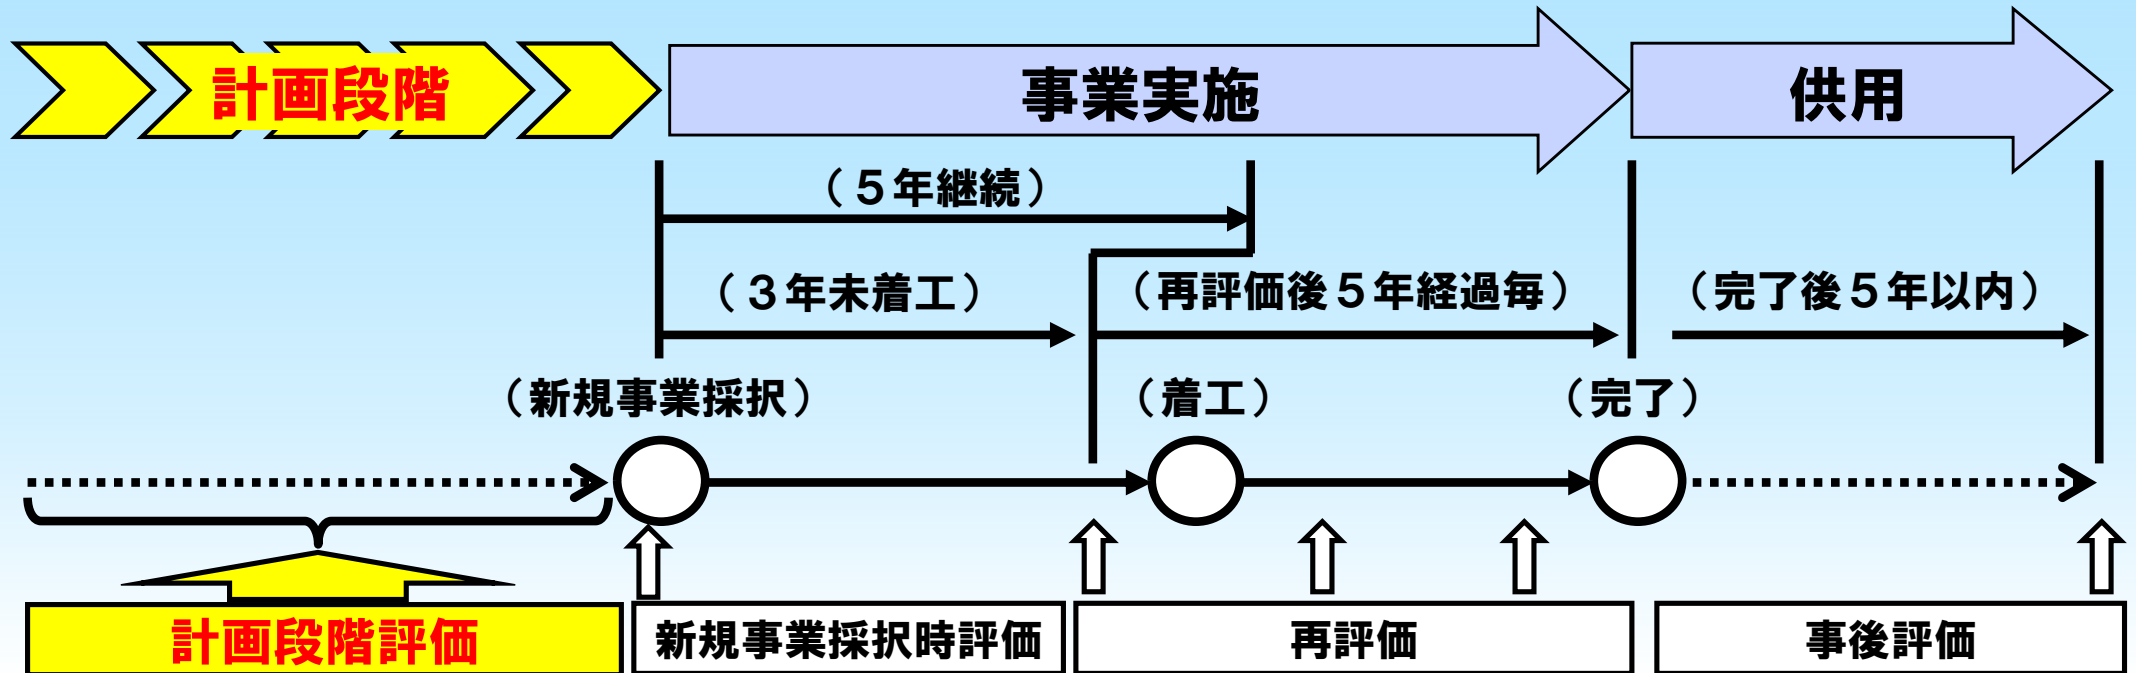 計画段階
事業実施
供用
（５年継続）
（３年未着工）
（再評価後５年経過毎）
（完了後５年以内）
（新規事業採択）
（着工）
（完了）
計画段階評価
新規事業採択時評価
再評価
事後評価